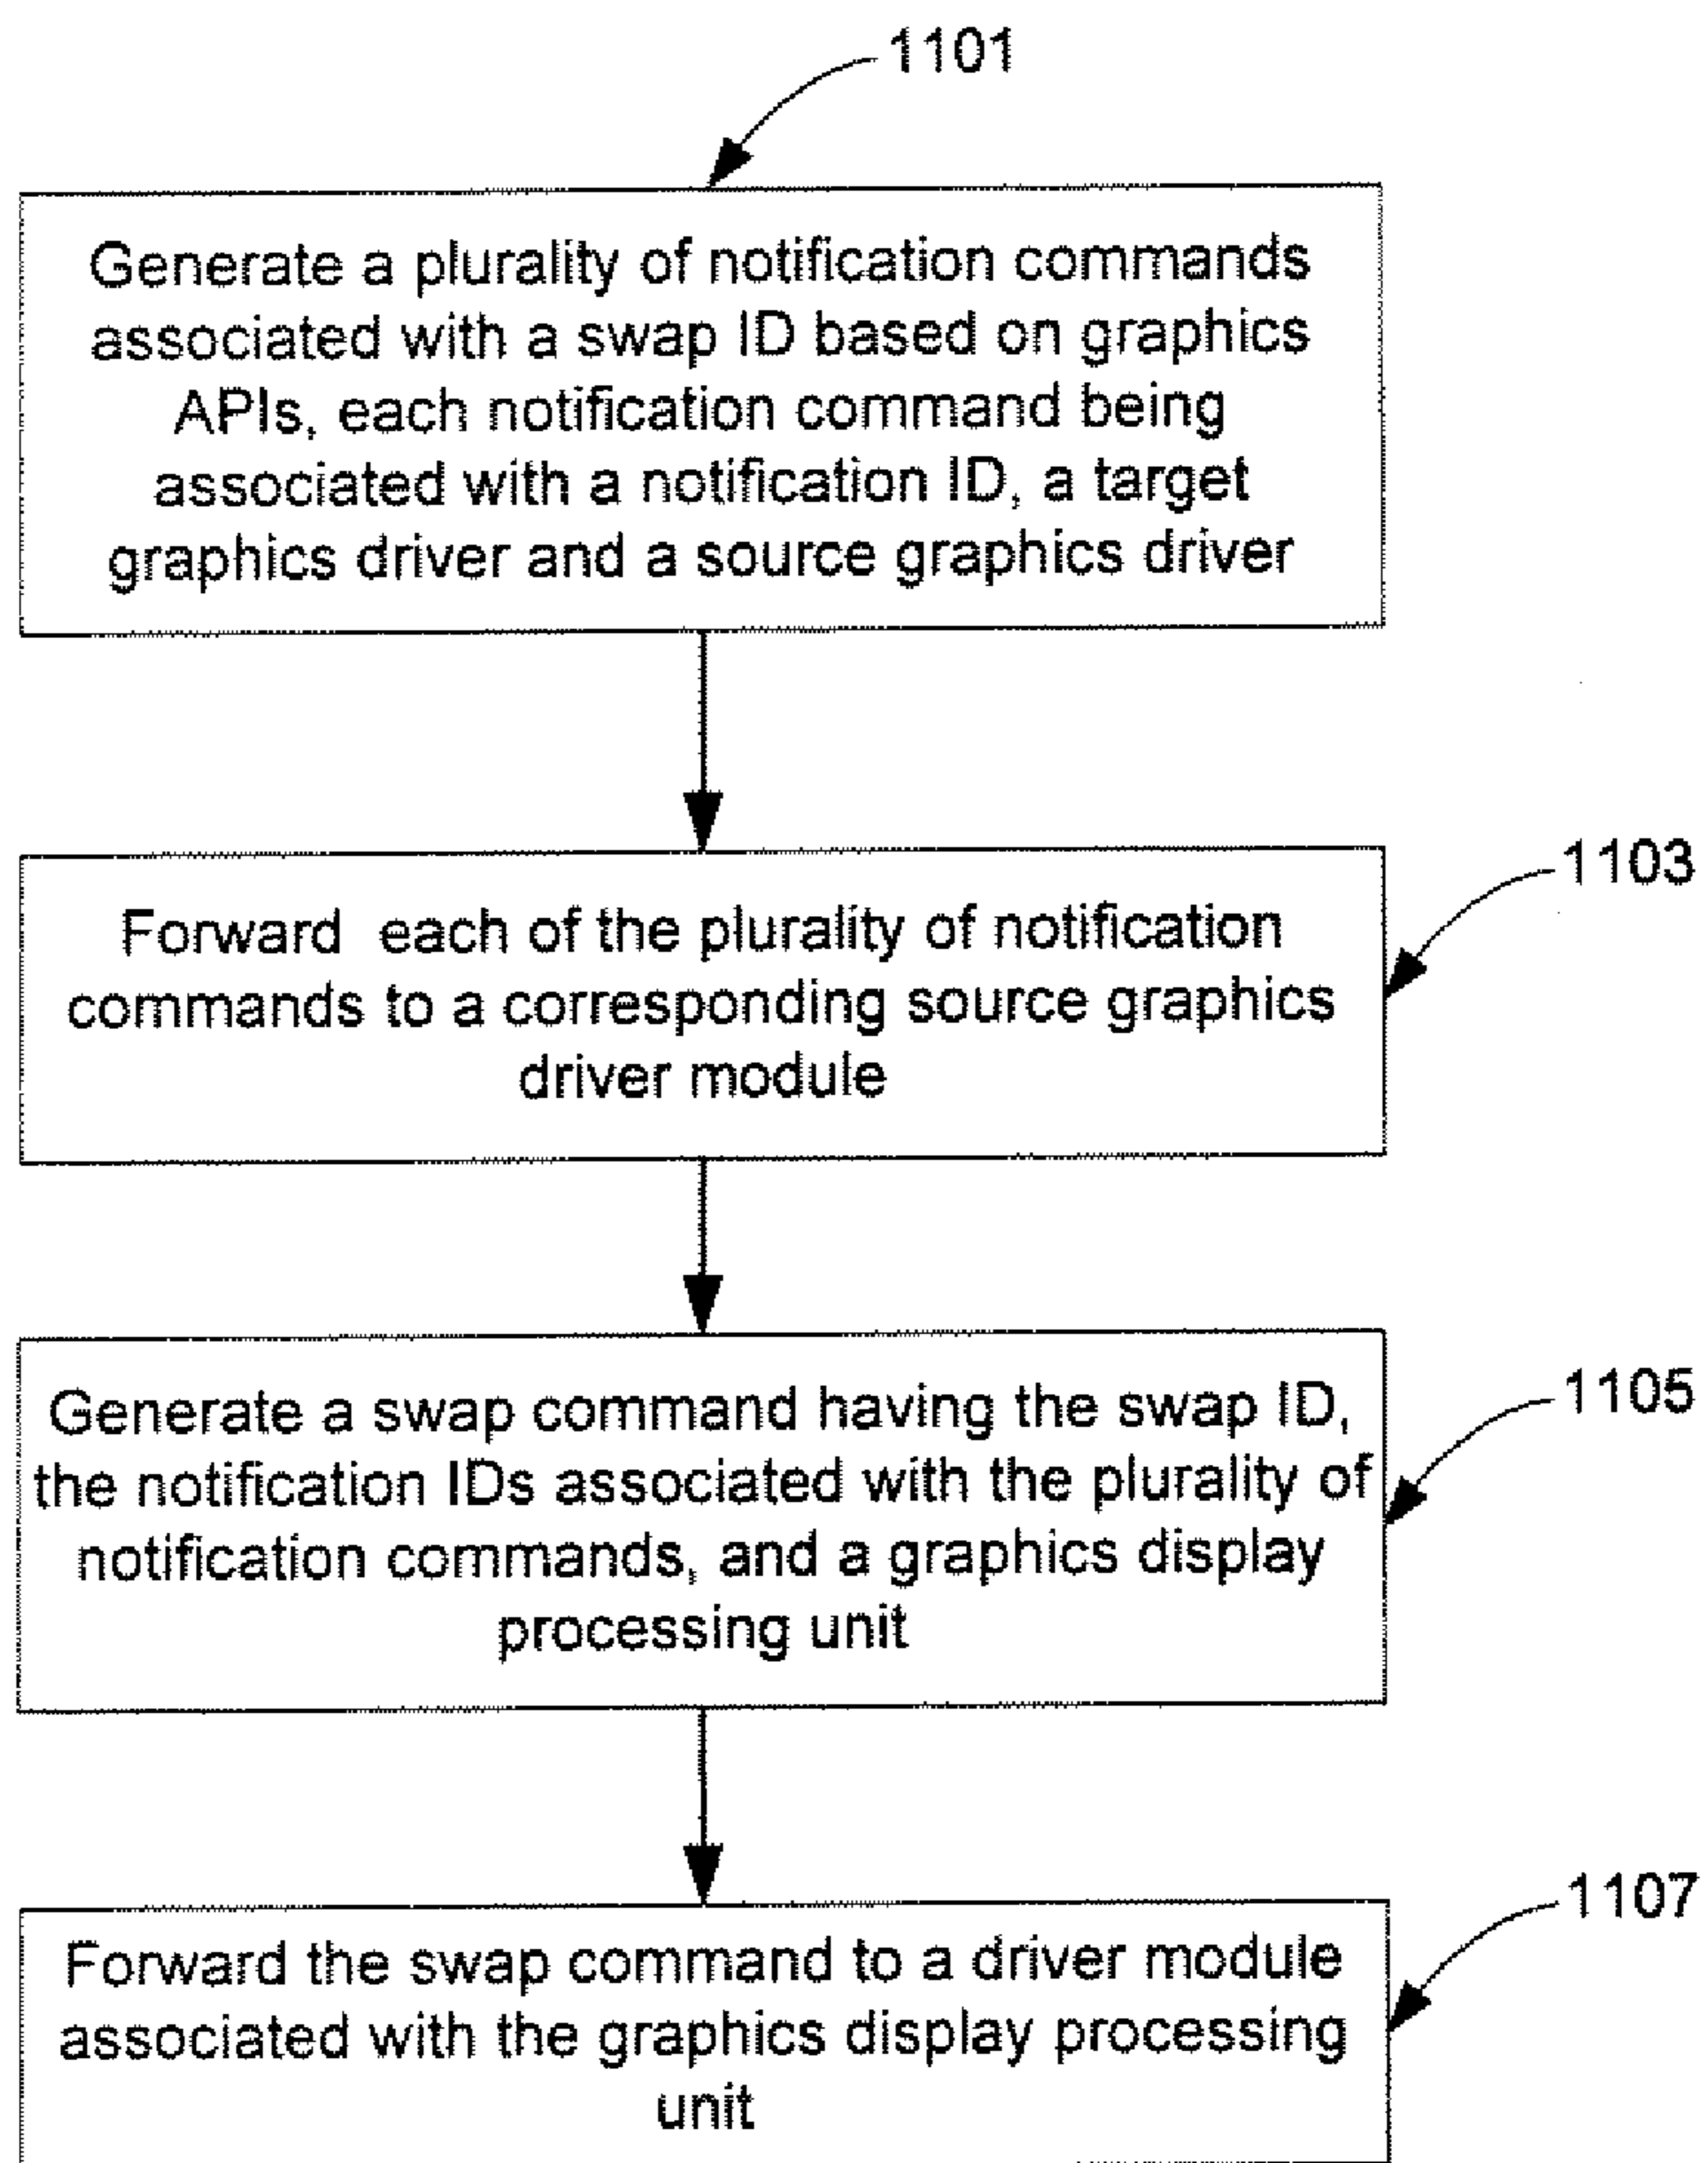 1101
Generate a plurality of notification commands
associated with a swap ID based on graphics
APIs, each notification command being
associated with a notification ID, a target
graphics driver and a source graphics driver
1103
Forward each of the plurality of notification
commands to a corresponding source graphics
driver module
1105
Generate a swap command having the swap ID,
the notification IDs associated with the plurality of
notification commands, and a graphics display
processing unit
1107
Forward the swap command to a driver module
associated with the graphics display processing
unit